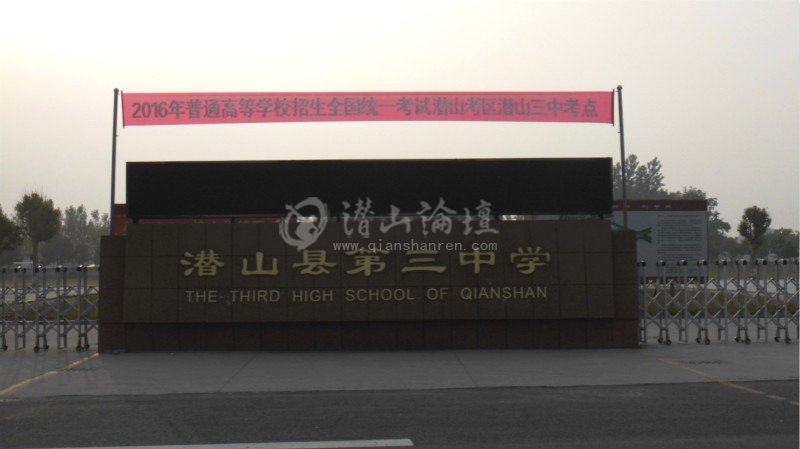 2016年普通高等学校招生全国统一考试潜山考区潜山三中考点
潜山论坛
www.qianshanren.com
潜山县第三中学
THE THIRD HIGH SCHOOL OF QIANSHAN